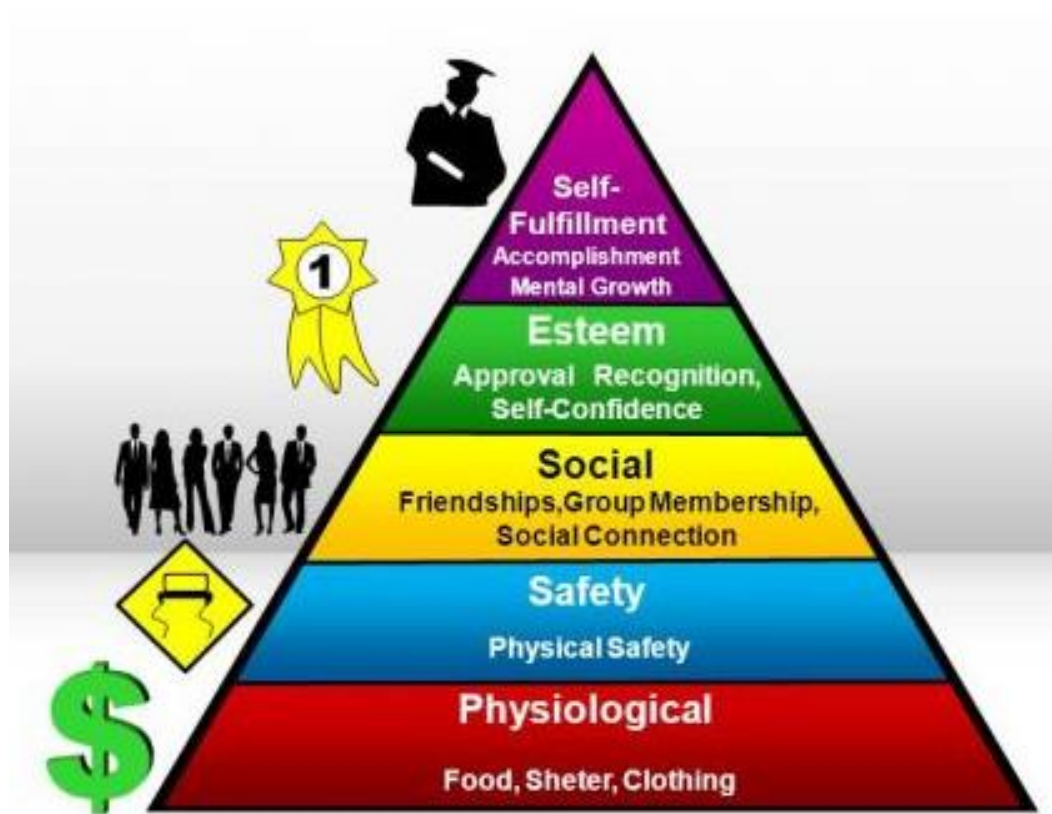 Self-
Fulfillment
Accomplishment
Mental Growth
1
Esteem
Approval Recognition,
Self-Confidence
Social
Friendships,Group Membership,
Social Connection
Safety
Physical Safety
$
Physiological
Food, Sheter, Clothing